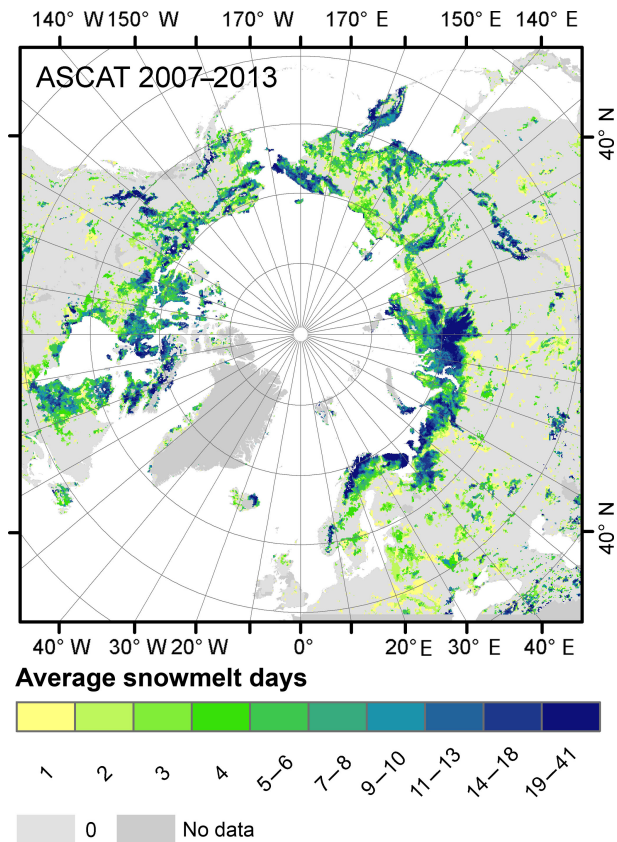 140° W 150° W 170° W 170° E 150° E 140° E
ASCAT 2007–2013
40° N
40° N
40° W 30° W 20° W 0° 20° E 30° E 40° E
Average snowmelt days
1 2 3 4 5–6 7–8 9–10 11–13 14–18 19–41
0 No data